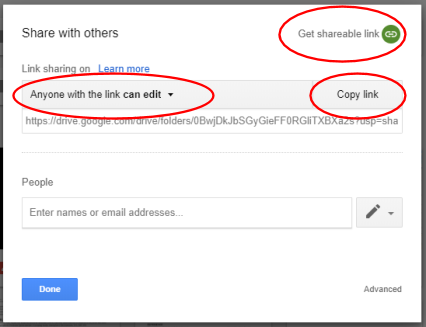 Share with others
Get shareable link
Link sharing on Learn more
Anyone with the link can edit
Copy link
https://drive.google.com/drive/folders/0BwjDkJbSGyGieFF0RGliTXBXa2s?usp=sha
People
Enter names or email addresses...
Done
Advanced